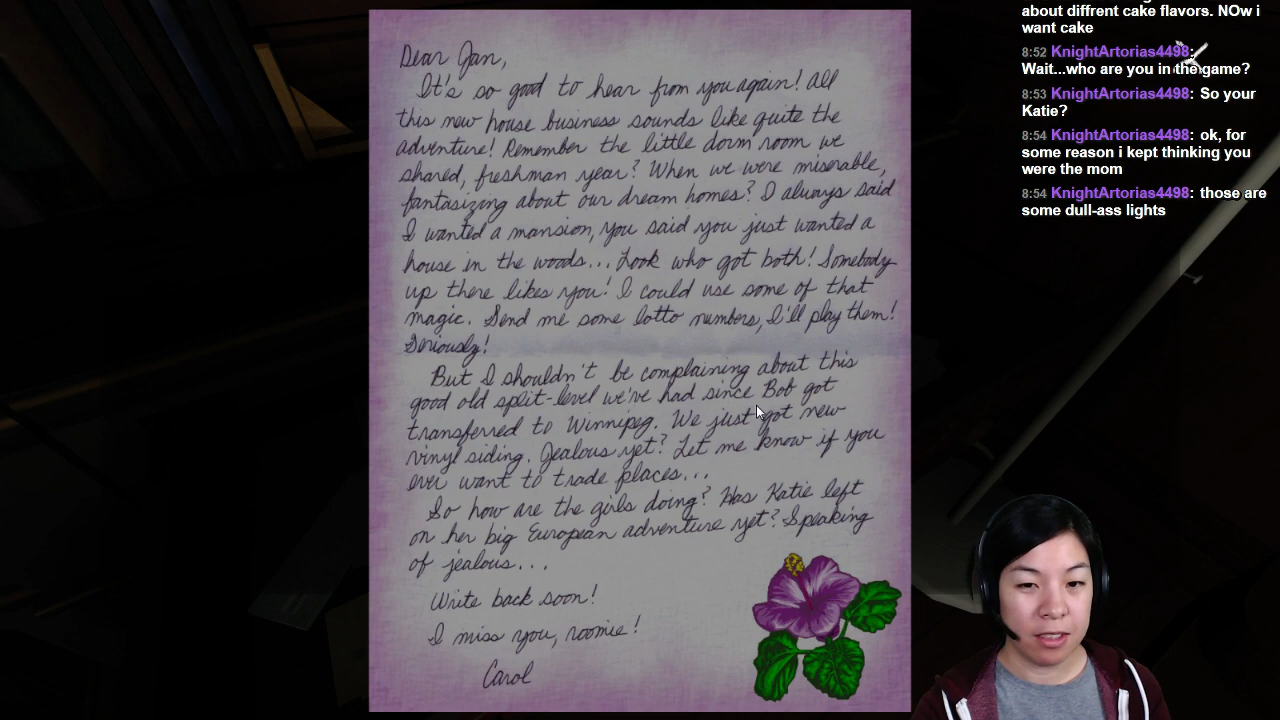 Dear Jan,
It's so good to hear from you again! All
this new house business sounds like quite the
adventure! Remember the little dorm room we
shared, freshman year? When we were miserable,
fantasizing about our dream homes? I always said
I wanted a mansion, you said you just wanted a
house in the woods... Look who got both! Somebody
up there likes you! I could use some of that
magic. Send me some lotto numbers, I'll play them!
Seriously!
But I shouldn't be complaining about this
good old split-level we've had since Bob got
transferred to Winnipeg. We just got new
vinyl siding. Jealous yet? Let me know if you
ever want to trade places...
So how are the girls doing? Has Katie left
on her big European adventure yet? Speaking
of jealous...
Write back soon!
I miss you, roomie!
Carol
about diffrent cake flavors. NOw i
want cake
8:52 KnightArtorias4498:
Wait...who are you in the game?
8:53 KnightArtorias4498: So your
Katie?
8:54 KnightArtorias4498: ok, for
some reason i kept thinking you
were the mom
8:54 KnightArtorias4498: those are
some dull-ass lights